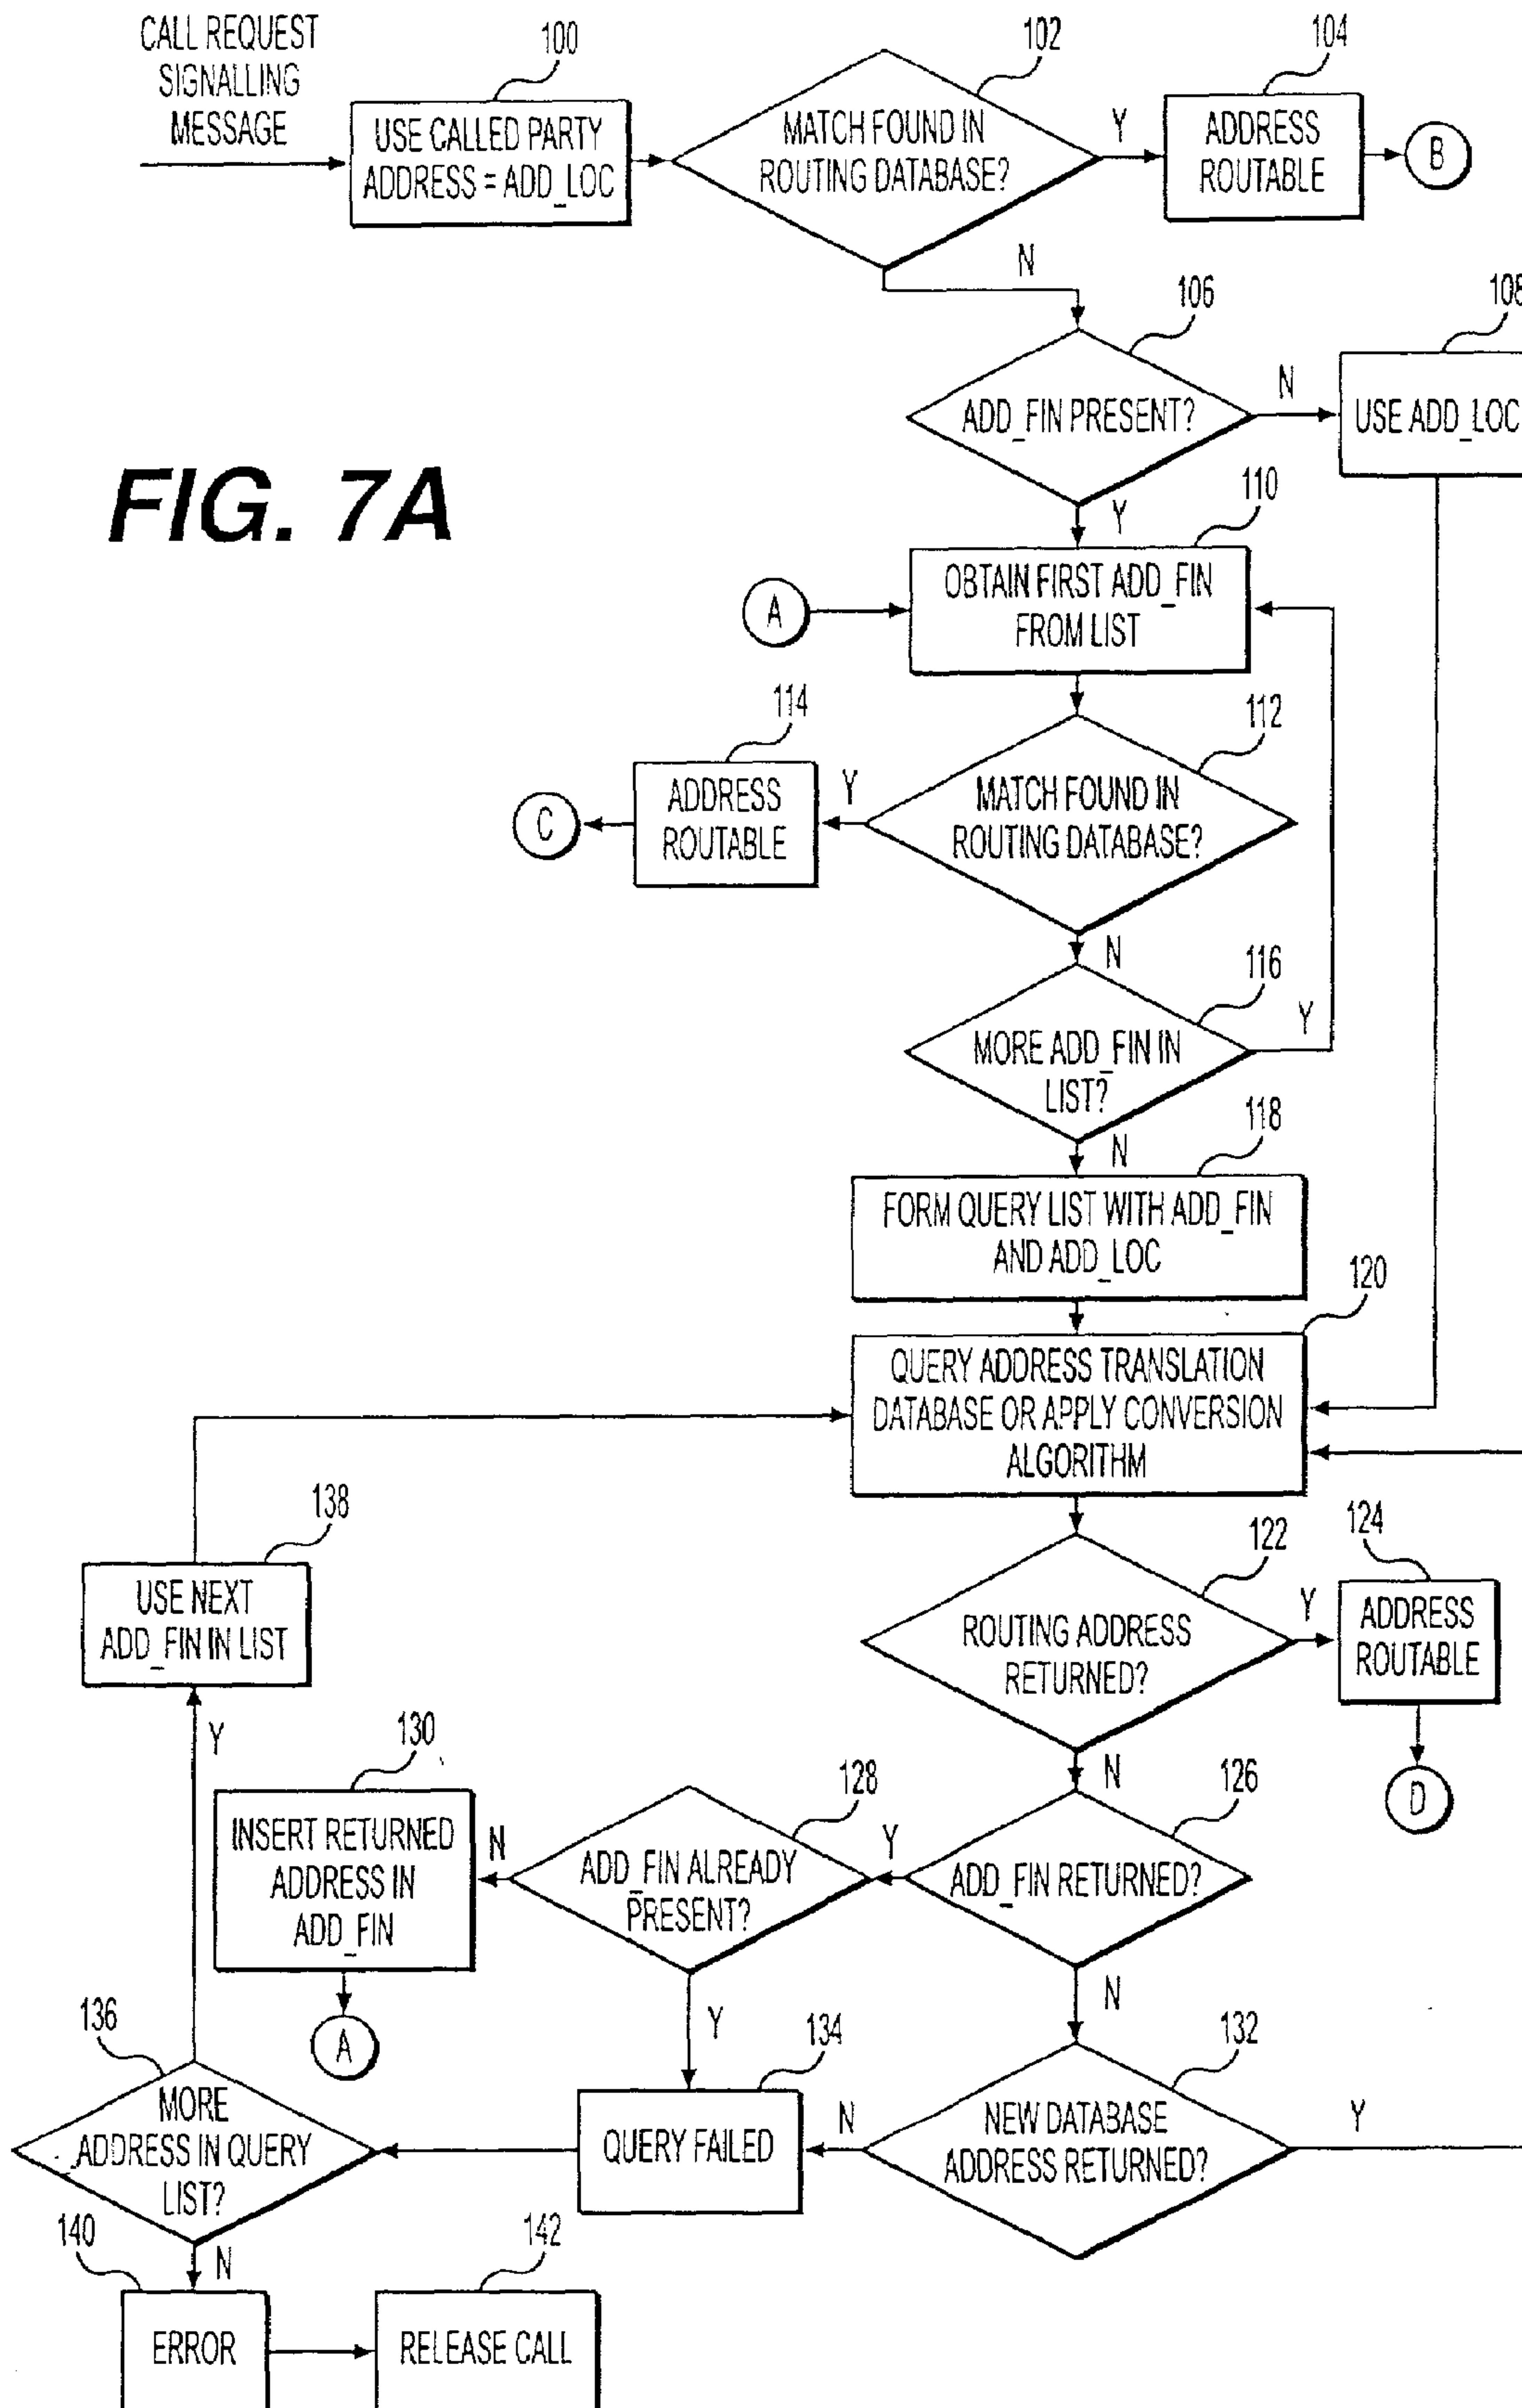 CALL REQUEST
SIGNALLING
MESSAGE
100
USE CALLED PARTY
ADDRESS = ADD_LOC
102
MATCH FOUND IN
ROUTING DATABASE?
Y
104
ADDRESS
ROUTABLE
B
N
106
ADD_FIN PRESENT?
N
108
USE ADD_LOC
FIG. 7A
Y
110
OBTAIN FIRST ADD_FIN
FROM LIST
A
112
MATCH FOUND IN
ROUTING DATABASE?
Y
114
ADDRESS
ROUTABLE
C
N
116
MORE ADD_FIN IN
LIST?
Y
N
118
FORM QUERY LIST WITH ADD_FIN
AND ADD_LOC
120
QUERY ADDRESS TRANSLATION
DATABASE OR APPLY CONVERSION
ALGORITHM
138
USE NEXT
ADD_FIN IN LIST
122
ROUTING ADDRESS
RETURNED?
Y
124
ADDRESS
ROUTABLE
D
N
126
ADD_FIN RETURNED?
Y
128
ADD_FIN ALREADY
PRESENT?
N
130
INSERT RETURNED
ADDRESS IN
ADD_FIN
A
Y
Y
N
132
NEW DATABASE
ADDRESS RETURNED?
Y
N
134
QUERY FAILED
136
MORE
ADDRESS IN QUERY
LIST?
N
140
ERROR
142
RELEASE CALL